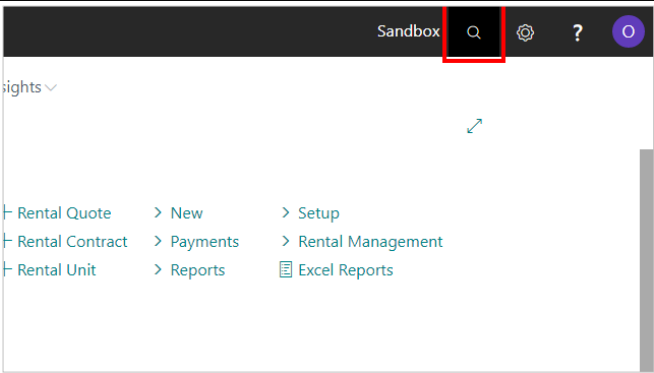 Sandbox ? O
sights
Rental Quote New Setup
Rental Contract Payments Rental Management
Rental Unit Reports Excel Reports